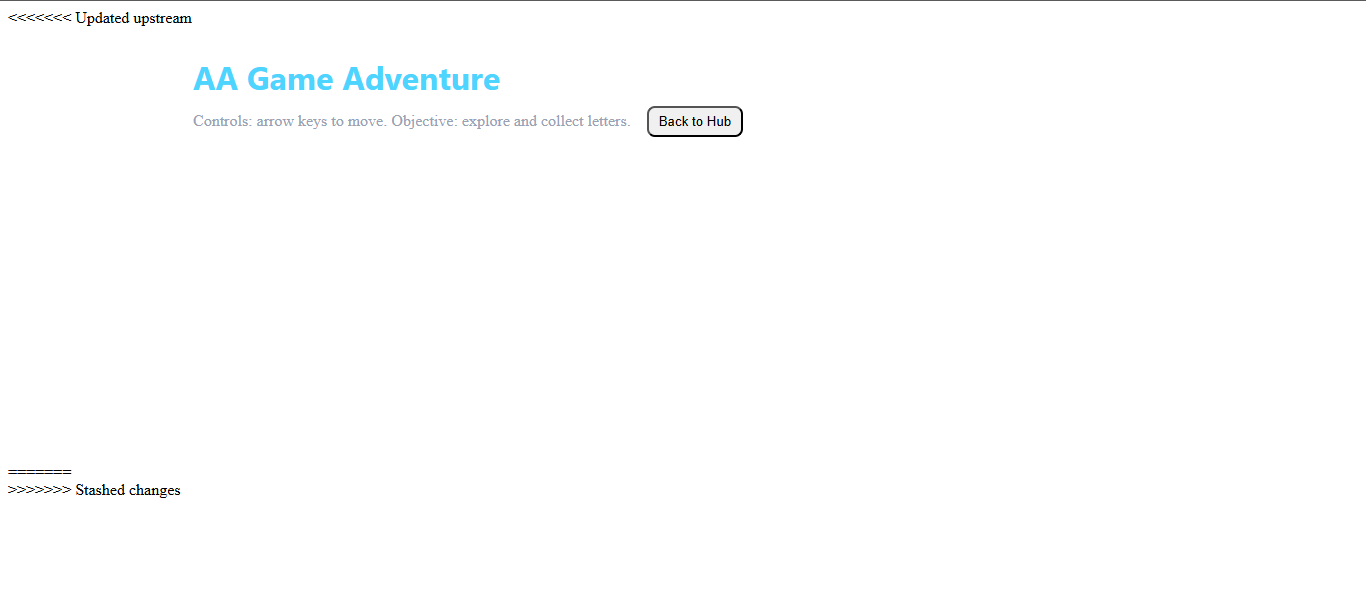 <<<<<<< Updated upstream
AA Game Adventure
Controls: arrow keys to move. Objective: explore and collect letters. Back to Hub
=======
>>>>>>> Stashed changes